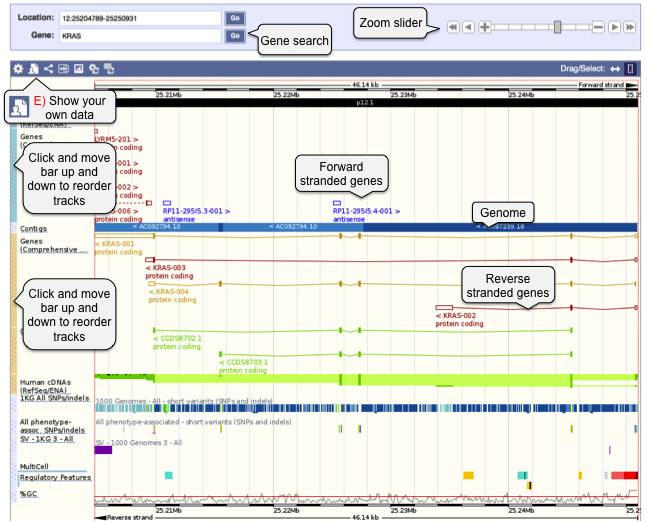 Location: 12:25204789-25250931 Go
Gene: KRAS Go
Gene search
Zoom slider
Drag/Select:
46.14 kb Forward strand
25.21Mb 25.22Mb 25.23Mb 25.24Mb
p12.1
E) Show your
own data
(RefSeq/ENA)
Genes
LYRM5-201 >
protein coding
Click and move
bar up and
down to reorder
tracks
-001 >
protein coding
-002 >
protein coding
-006 >
protein coding
RP11-295I5.3-001 >
antisense
RP11-295I5.4-001 >
antisense
Forward
stranded genes
Genome
Contigs
< AC092794.10 < AC092794.10 < AC087239.18
Genes
(Comprehensive ...
< KRAS-001
protein coding
< KRAS-003
protein coding
< KRAS-004
protein coding
Reverse
stranded genes
< KRAS-002
protein coding
Click and move
bar up and
down to reorder
tracks
< CCDS8702.1
protein coding
< CCDS8703.1
protein coding
Human cDNAs
(RefSeq/ENA)
1KG All SNPs/indels
1000 Genomes - All - short variants (SNPs and indels)
All phenotype-
assoc. SNPs/indels
All phenotype-associated - short variants (SNPs and indels)
SV - 1KG 3 - All
SV - 1000 Genomes 3 - All
MultiCell
Regulatory Features
%GC
25.21Mb 25.22Mb 25.23Mb 25.24Mb
Reverse strand 46.14 kb